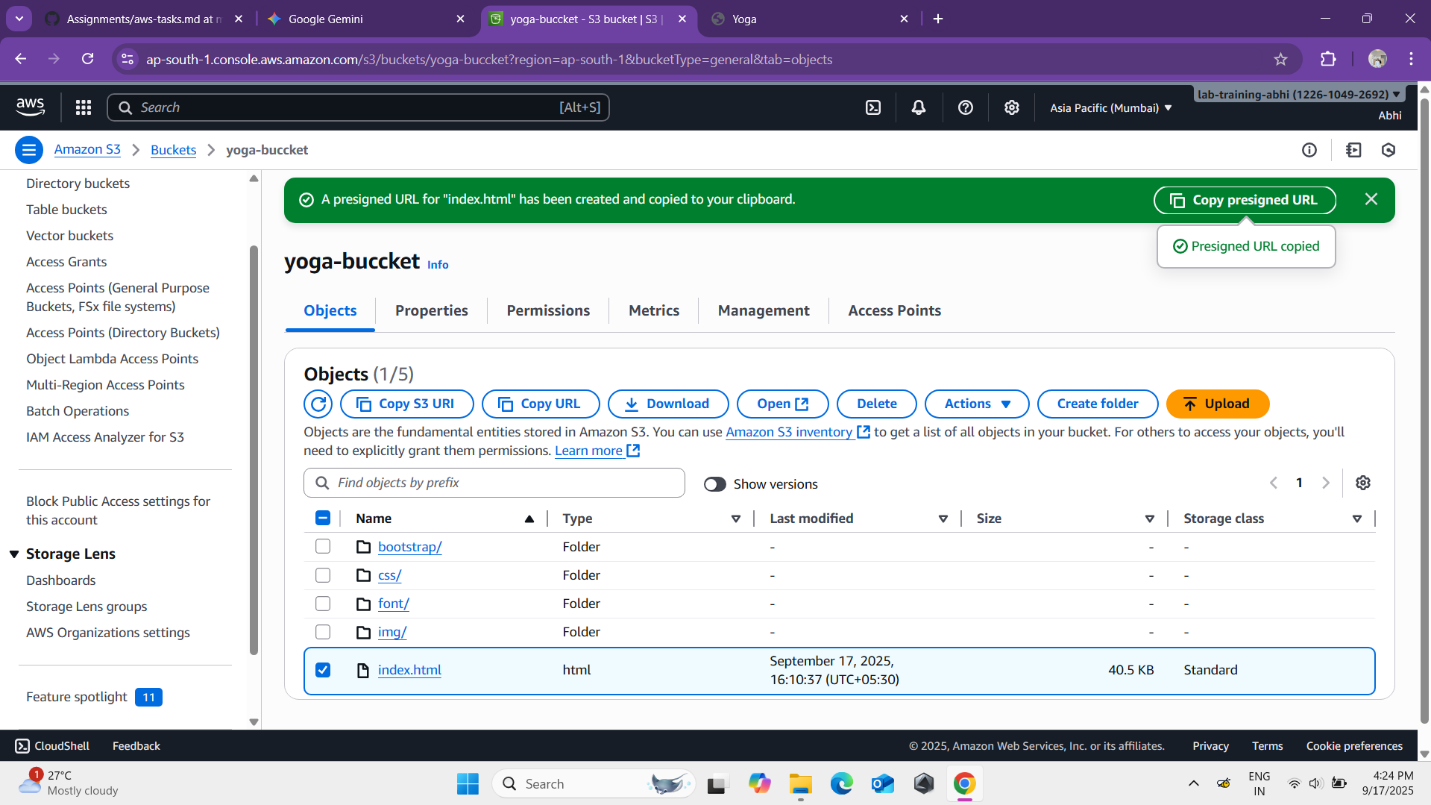 Assignments/aws-tasks.md at n
Google Gemini
yoga-buccket - S3 bucket | S3 |
Yoga
ap-south-1.console.aws.amazon.com/s3/buckets/yoga-buccket?region=ap-south-1&bucketType=general&tab=objects
aws
Search
[Alt+S]
Asia Pacific (Mumbai)
lab-training-abhi (1226-1049-2692)
Abhi
Amazon S3
Buckets
yoga-buccket
Directory buckets
Table buckets
Vector buckets
Access Grants
Access Points (General Purpose
Buckets, FSx file systems)
Access Points (Directory Buckets)
Object Lambda Access Points
Multi-Region Access Points
Batch Operations
IAM Access Analyzer for S3
Block Public Access settings for
this account
Storage Lens
Dashboards
Storage Lens groups
AWS Organizations settings
Feature spotlight 11
A presigned URL for "index.html" has been created and copied to your clipboard.
Copy presigned URL
Presigned URL copied
yoga-buccket Info
Objects
Properties
Permissions
Metrics
Management
Access Points
Objects (1/5)
Copy S3 URI
Copy URL
Download
Open
Delete
Actions
Create folder
Upload
Objects are the fundamental entities stored in Amazon S3. You can use Amazon S3 inventory to get a list of all objects in your bucket. For others to access your objects, you'll
need to explicitly grant them permissions. Learn more
Find objects by prefix
Show versions
1
Name Type Last modified Size Storage class
bootstrap/ Folder - - -
css/ Folder - - -
font/ Folder - - -
img/ Folder - - -
index.html html September 17, 2025, 16:10:37 (UTC+05:30) 40.5 KB Standard
CloudShell
Feedback
© 2025, Amazon Web Services, Inc. or its affiliates.
Privacy
Terms
Cookie preferences
1
27°C
Mostly cloudy
Search
ENG
IN
4:24 PM
9/17/2025